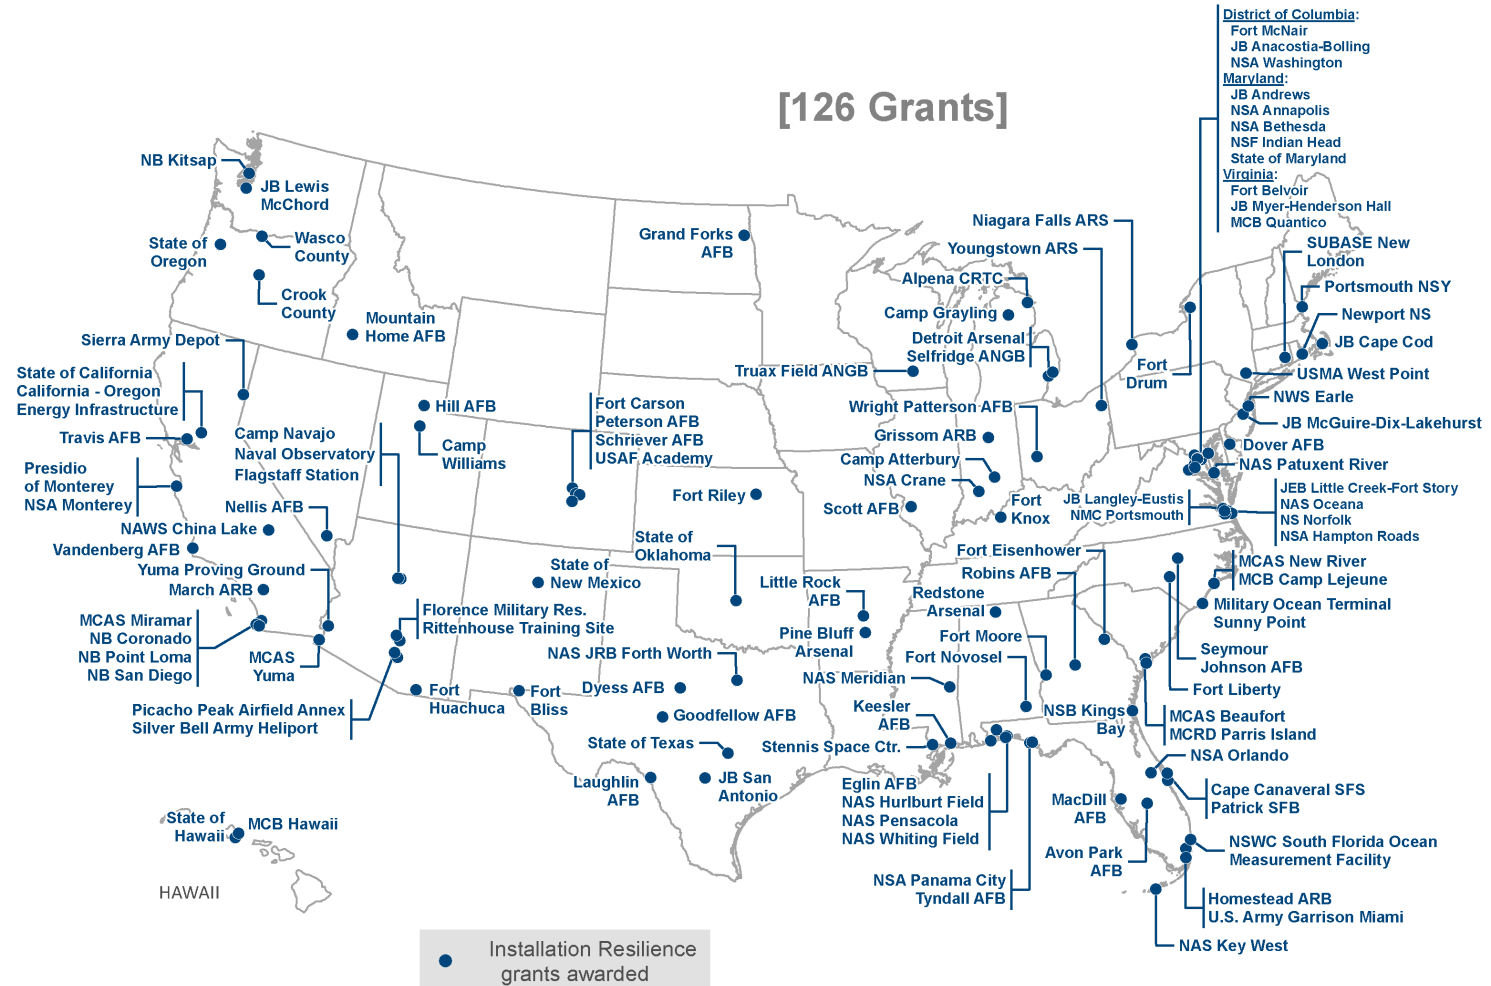 [126 Grants]
District of Columbia:
Fort McNair
JB Anacostia-Bolling
NSA Washington
Maryland:
JB Andrews
NSA Annapolis
NSA Bethesda
NSF Indian Head
State of Maryland
Virginia:
Fort Belvoir
JB Myer-Henderson Hall
MCB Quantico
NB Kitsap
JB Lewis
McChord
State of
Oregon
Wasco
County
Crook
County
Mountain
Home AFB
Sierra Army Depot
State of California
California - Oregon
Energy Infrastructure
Travis AFB
Presidio
of Monterey
NSA Monterey
Camp Navajo
Naval Observatory
Flagstaff Station
Hill AFB
Camp
Williams
Nellis AFB
NAWS China Lake
Vandenberg AFB
Yuma Proving Ground
March ARB
MCAS Miramar
NB Coronado
NB Point Loma
NB San Diego
MCAS
Yuma
Picacho Peak Airfield Annex
Silver Bell Army Heliport
Florence Military Res.
Rittenhouse Training Site
Fort
Huachuca
Fort
Bliss
Fort Carson
Peterson AFB
Schriever AFB
USAF Academy
State of
New Mexico
Grand Forks
AFB
Fort Riley
State of
Oklahoma
NAS JRB Forth Worth
Dyess AFB
Goodfellow AFB
State of Texas
Laughlin
AFB
JB San
Antonio
Little Rock
AFB
Pine Bluff
Arsenal
Niagara Falls ARS
Youngstown ARS
Alpena CRTC
Camp Grayling
Detroit Arsenal
Selfridge ANGB
Truax Field ANGB
Wright Patterson AFB
Grissom ARB
Camp Atterbury
NSA Crane
Scott AFB
Fort
Knox
Fort
Drum
SUBASE New
London
Portsmouth NSY
Newport NS
JB Cape Cod
USMA West Point
NWS Earle
JB McGuire-Dix-Lakehurst
Dover AFB
NAS Patuxent River
JB Langley-Eustis
NMC Portsmouth
JEB Little Creek-Fort Story
NAS Oceana
NS Norfolk
NSA Hampton Roads
Fort Eisenhower
Robins AFB
Redstone
Arsenal
Fort Moore
Fort Novosel
NAS Meridian
Keesler
AFB
Stennis Space Ctr.
NSB Kings
Bay
MCAS New River
MCB Camp Lejeune
Military Ocean Terminal
Sunny Point
Seymour
Johnson AFB
Fort Liberty
MCAS Beaufort
MCRD Parris Island
NSA Orlando
Cape Canaveral SFS
Patrick SFB
Eglin AFB
NAS Hurlburt Field
NAS Pensacola
NAS Whiting Field
MacDill
AFB
Avon Park
AFB
NSA Panama City
Tyndall AFB
NSWC South Florida Ocean
Measurement Facility
Homestead ARB
U.S. Army Garrison Miami
NAS Key West
State of
Hawaii
MCB Hawaii
HAWAII
Installation Resilience
grants awarded